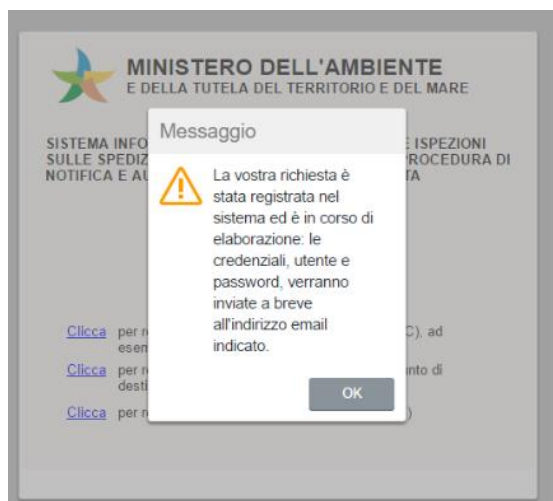 MINISTERO DELL'AMBIENTE
E DELLA TUTELA DEL TERRITORIO E DEL MARE
SISTEMA INFO E ISPEZIONI
SULLE SPEDIZ ROCEDURA DI
NOTIFICA E AU TA
Messaggio
La vostra richiesta è
stata registrata nel
sistema ed è in corso di
elaborazione: le
credenziali, utente e
password, verranno
inviate a breve
all'indirizzo email
indicato.
OK
Clicca per r C), ad
esem
Clicca per r nto di
desti
Clicca per r )